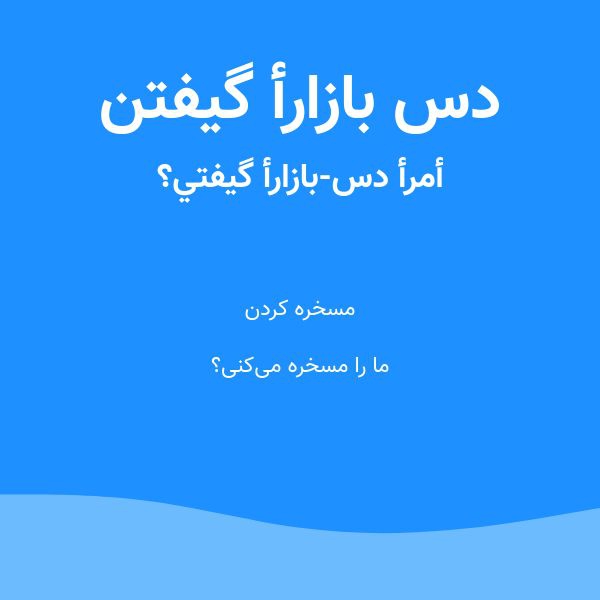 دس بازارأ گيفتن
أمرأ دس-بازارأ گيفتي؟
مسخره کردن
ما را مسخره می‌کنی؟